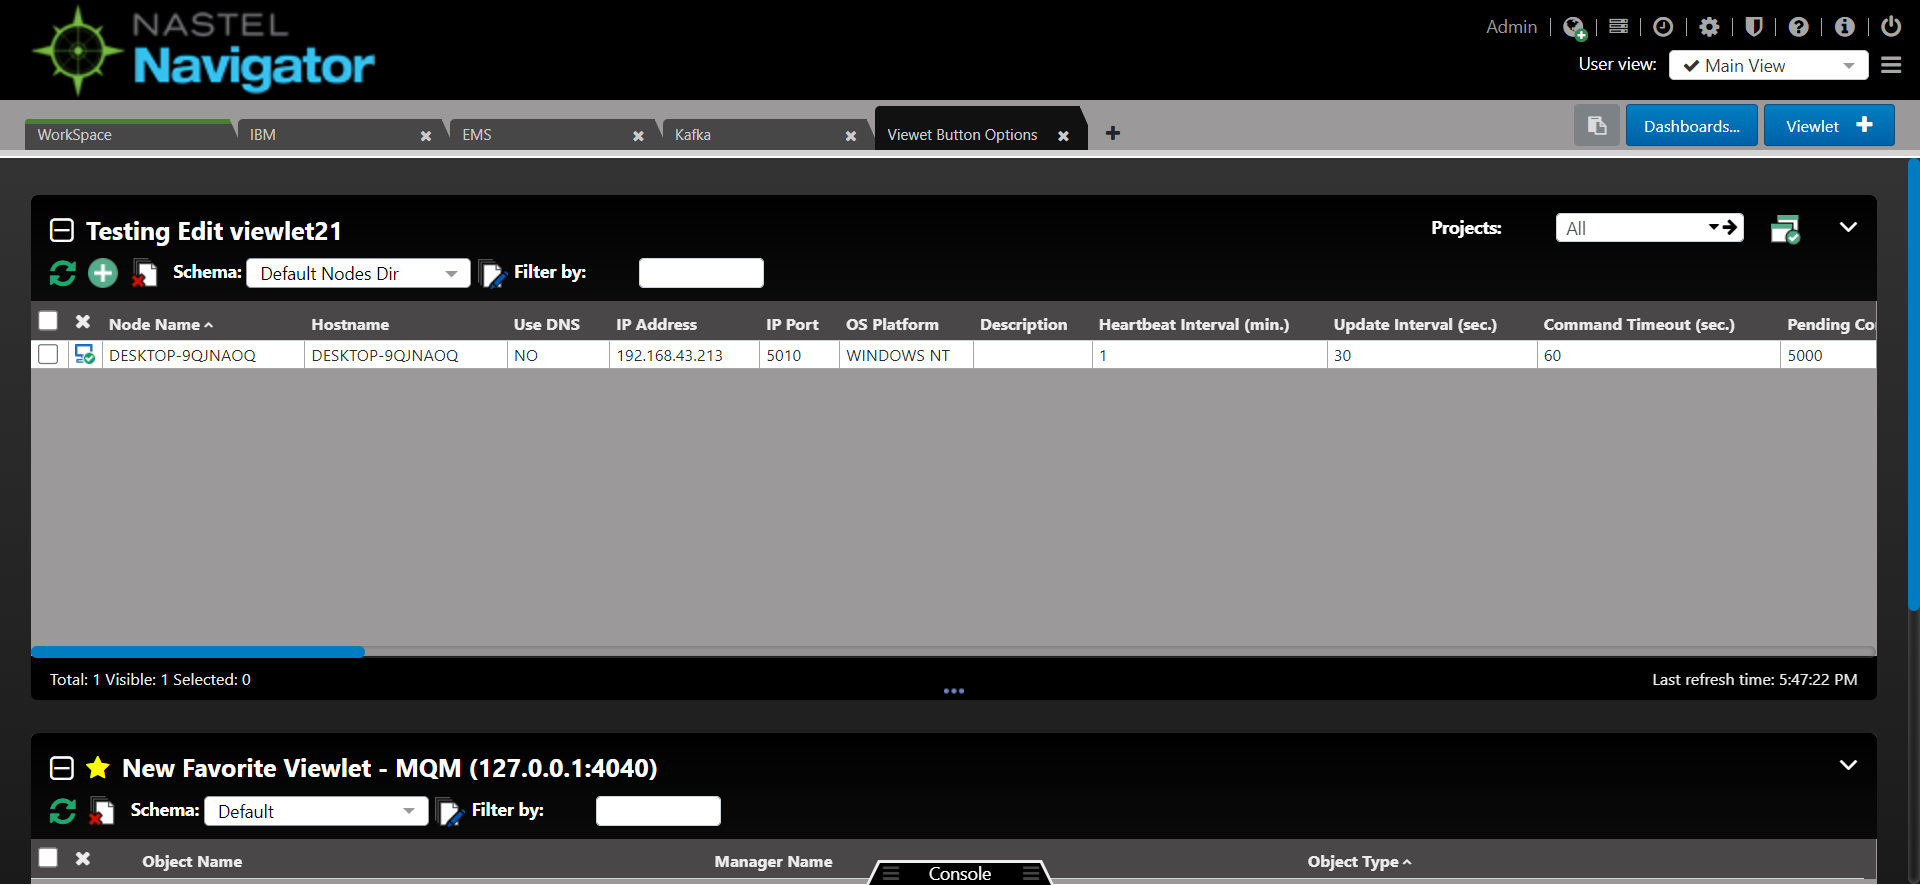 NASTEL
Navigator
Admin
User view: Main View
WorkSpace IBM EMS Kafka Viewet Button Options
Dashboards... Viewlet
Testing Edit viewlet21
Projects: All
Schema: Default Nodes Dir Filter by:
Node Name Hostname Use DNS IP Address IP Port OS Platform Description Heartbeat Interval (min.) Update Interval (sec.) Command Timeout (sec.) Pending Co
DESKTOP-9QJNAOQ DESKTOP-9QJNAOQ NO 192.168.43.213 5010 WINDOWS NT 1 30 60 5000
Total: 1 Visible: 1 Selected: 0
Last refresh time: 5:47:22 PM
New Favorite Viewlet - MQM (127.0.0.1:4040)
Schema: Default Filter by:
Object Name Manager Name Object Type
Console